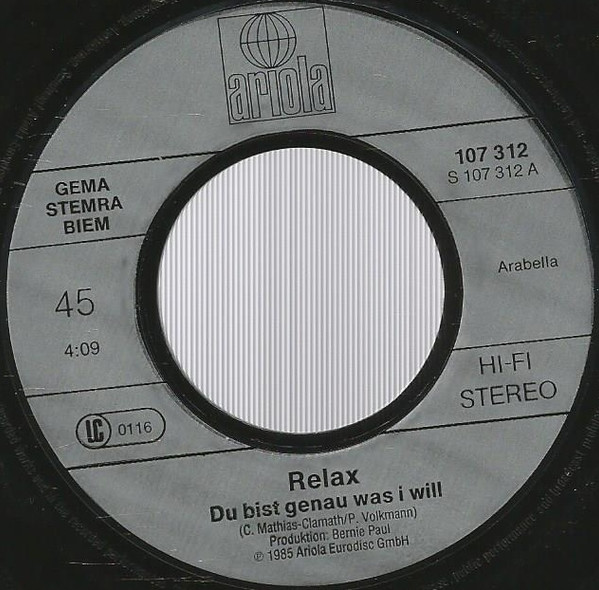 ariola
107 312
S 107 312 A
GEMA
STEMRA
BIEM
Arabella
45
4:09
HI-FI
STEREO
LC 0116
Relax
Du bist genau was i will
(C. Mathias-Clamath/P. Volkmann)
Produktion: Bernie Paul
℗ 1985 Ariola Eurodisc GmbH